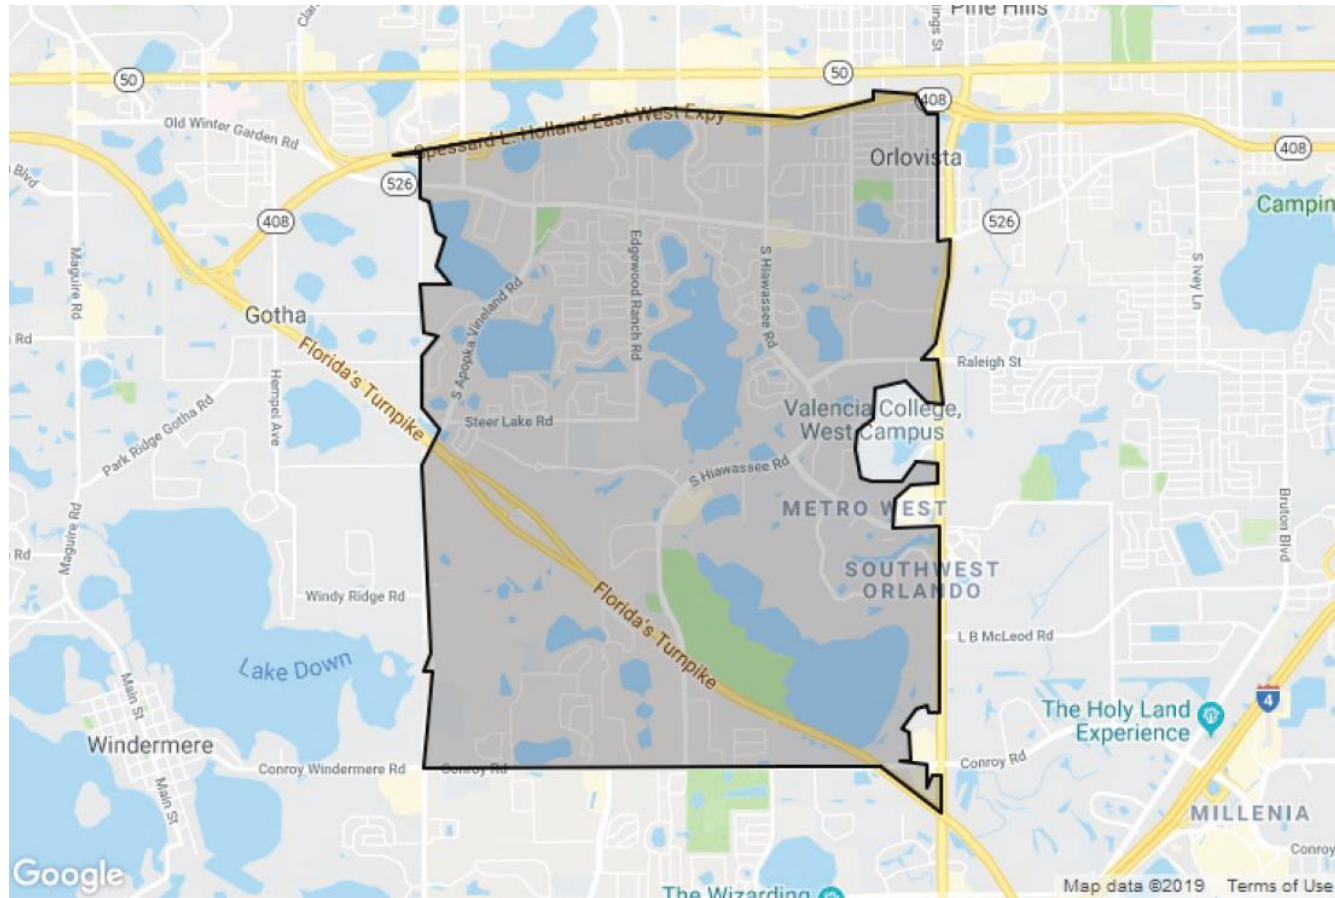 Pine Hills
50
50
408
Old Winter Garden Rd
Spessard L. Holland East West Expy
408
Orlovista
526
Campin
408
526
Maguire Rd
Edgewood Ranch Rd
S Hiawassee Rd
S Ivey Ln
Gotha
S Apopka Vineland Rd
Florida's Turnpike
Raleigh St
Hempel Ave
Park Ridge Gotha Rd
Steer Lake Rd
Valencia College,
West Campus
S Hiawassee Rd
METRO WEST
Maguire Rd
Bruton Blvd
Rd
SOUTHWEST
ORLANDO
Windy Ridge Rd
Florida's Turnpike
L B McLeod Rd
Lake Down
Main St
4
The Holy Land
Experience
Windermere
Conroy Windermere Rd
Conroy Rd
Conroy Rd
Main St
MILLENIA
Conroy
Google
The Wizarding
Map data ©2019
Terms of Use